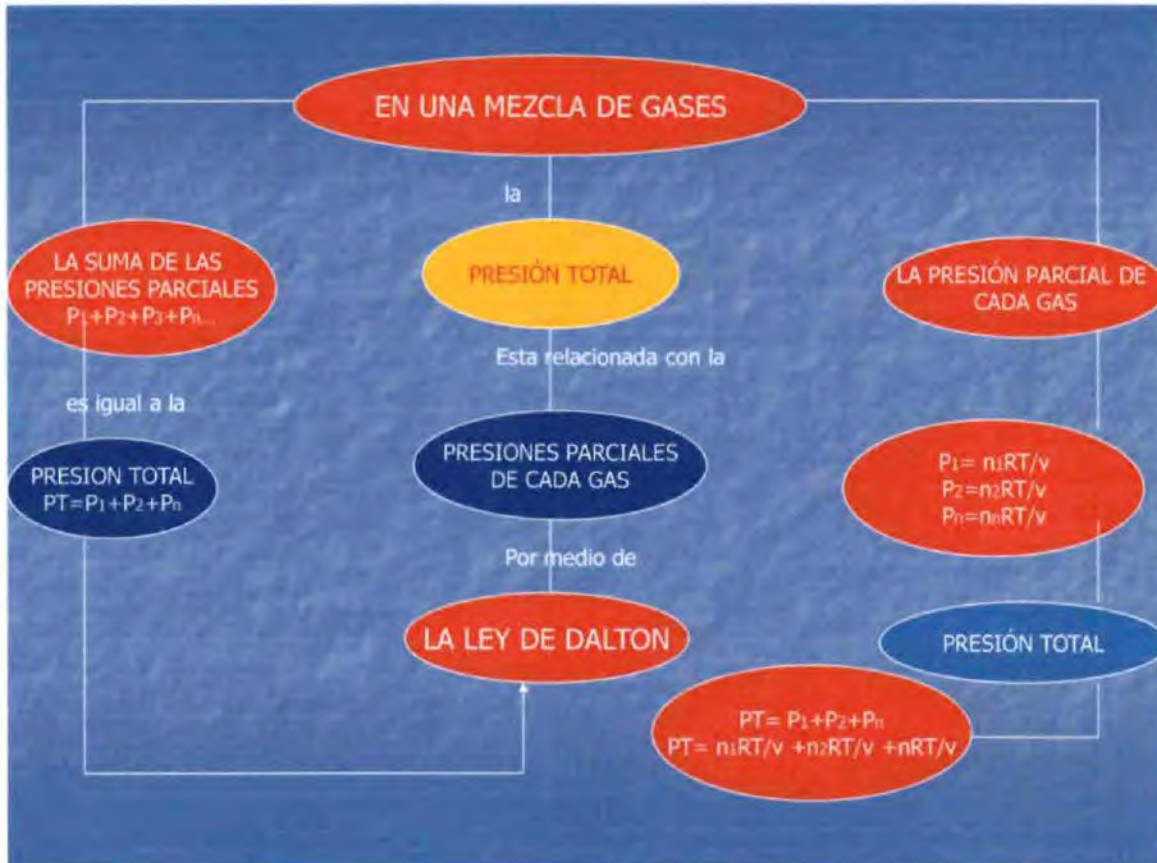 EN UNA MEZCLA DE GASES
la
LA SUMA DE LAS
PRESIONES PARCIALES
P1+P2+P3+Pn...
PRESIÓN TOTAL
LA PRESIÓN PARCIAL DE
CADA GAS
Esta relacionada con la
es igual a la
PRESION TOTAL
PT=P1+P2+Pn
PRESIONES PARCIALES
DE CADA GAS
P1= n1RT/v
P2=n2RT/v
Pn=nnRT/v
Por medio de
LA LEY DE DALTON
PRESIÓN TOTAL
PT= P1+P2+Pn
PT= n1RT/v +n2RT/v +nRT/v